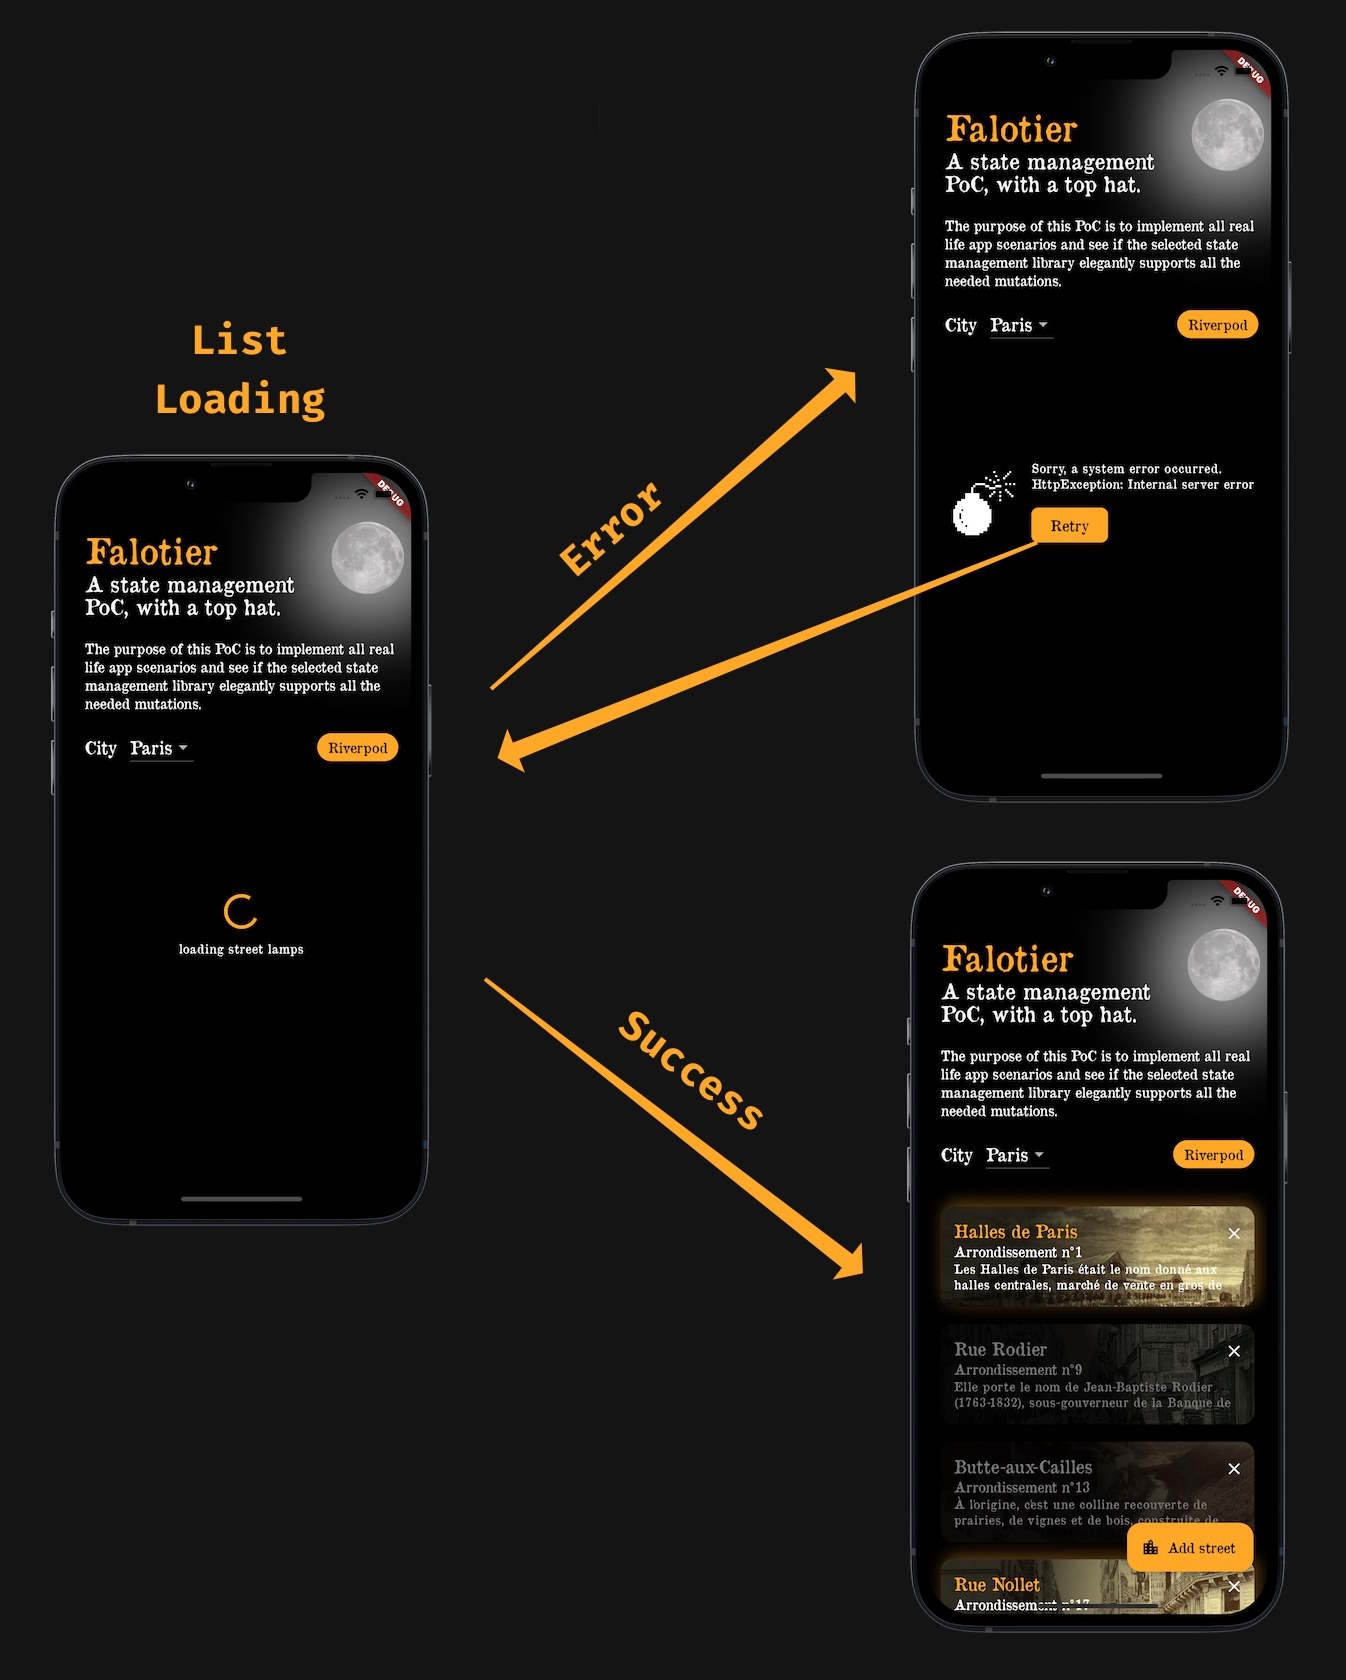 List
Loading
DEBUG
Falotier
A state management
PoC, with a top hat.
The purpose of this PoC is to implement all real
life app scenarios and see if the selected state
management library elegantly supports all the
needed mutations.
City Paris Riverpod
loading street lamps
Error
Success
DEBUG
Falotier
A state management
PoC, with a top hat.
The purpose of this PoC is to implement all real
life app scenarios and see if the selected state
management library elegantly supports all the
needed mutations.
City Paris Riverpod
Sorry, a system error occurred.
HttpException: Internal server error
Retry
DEBUG
Falotier
A state management
PoC, with a top hat.
The purpose of this PoC is to implement all real
life app scenarios and see if the selected state
management library elegantly supports all the
needed mutations.
City Paris Riverpod
Halles de Paris
Arrondissement n°1
Les Halles de Paris était le nom donné aux
halles centrales, marché de vente en gros de
Rue Rodier
Arrondissement n°9
Elle porte le nom de Jean-Baptiste Rodier
(1763-1832), sous-gouverneur de la Banque de
Butte-aux-Cailles
Arrondissement n°13
À l'origine, c'est une colline recouverte de
prairies, de vignes et de bois, construite de
Add street
Rue Nollet
Arrondissement n°17